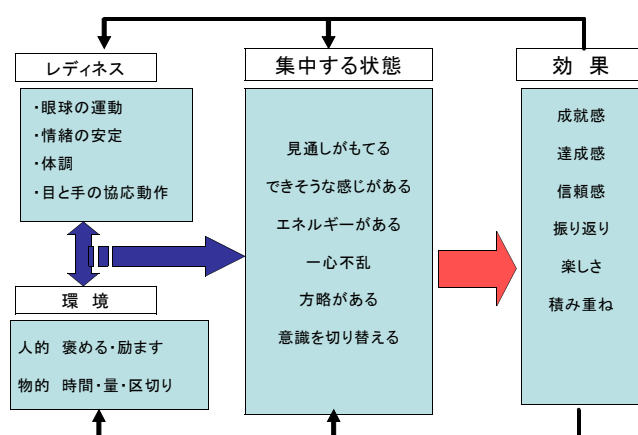 レディネス
・眼球の運動
・情緒の安定
・体調
・目と手の協応動作
環 境
人的 褒める・励ます
物的 時間・量・区切り
集中する状態
見通しがもてる
できそうな感じがある
エネルギーがある
一心不乱
方略がある
意識を切り替える
効 果
成就感
達成感
信頼感
振り返り
楽しさ
積み重ね